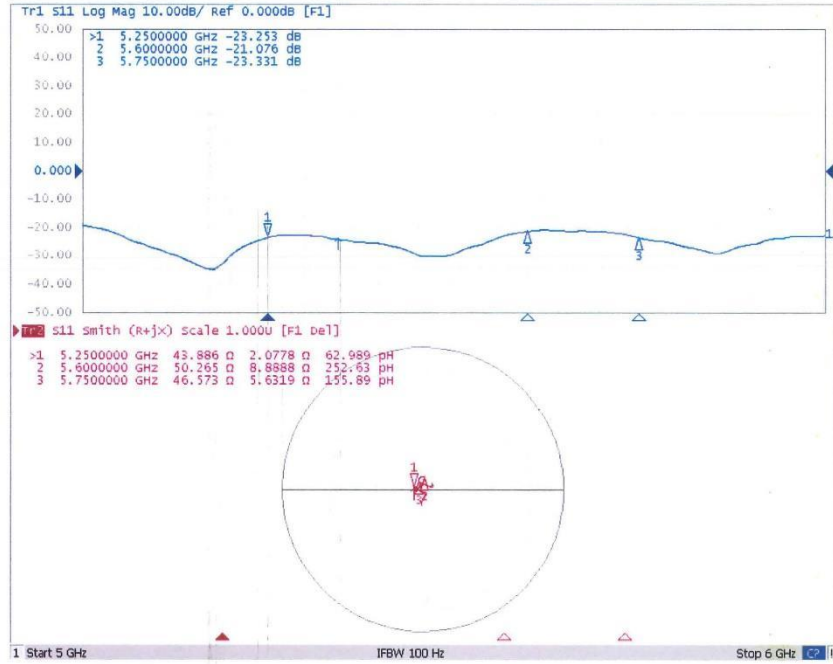 Tr1 S11 Log Mag 10.00dB/ Ref 0.000dB [F1]
50.00
>1 5.2500000 GHz -23.253 dB
2 5.6000000 GHz -21.076 dB
3 5.7500000 GHz -23.331 dB
40.00
30.00
20.00
10.00
0.000
-10.00
-20.00
1
1
2
3
1
-30.00
-40.00
-50.00
Tr2 S11 Smith (R+jX) Scale 1.000U [F1 Del]
>1 5.2500000 GHz 43.886 Ω 2.0778 Ω 62.989 pH
2 5.6000000 GHz 50.265 Ω 8.8888 Ω 252.63 pH
3 5.7500000 GHz 46.573 Ω 5.6319 Ω 155.89 pH
1
1 Start 5 GHz IFBW 100 Hz Stop 6 GHz C?